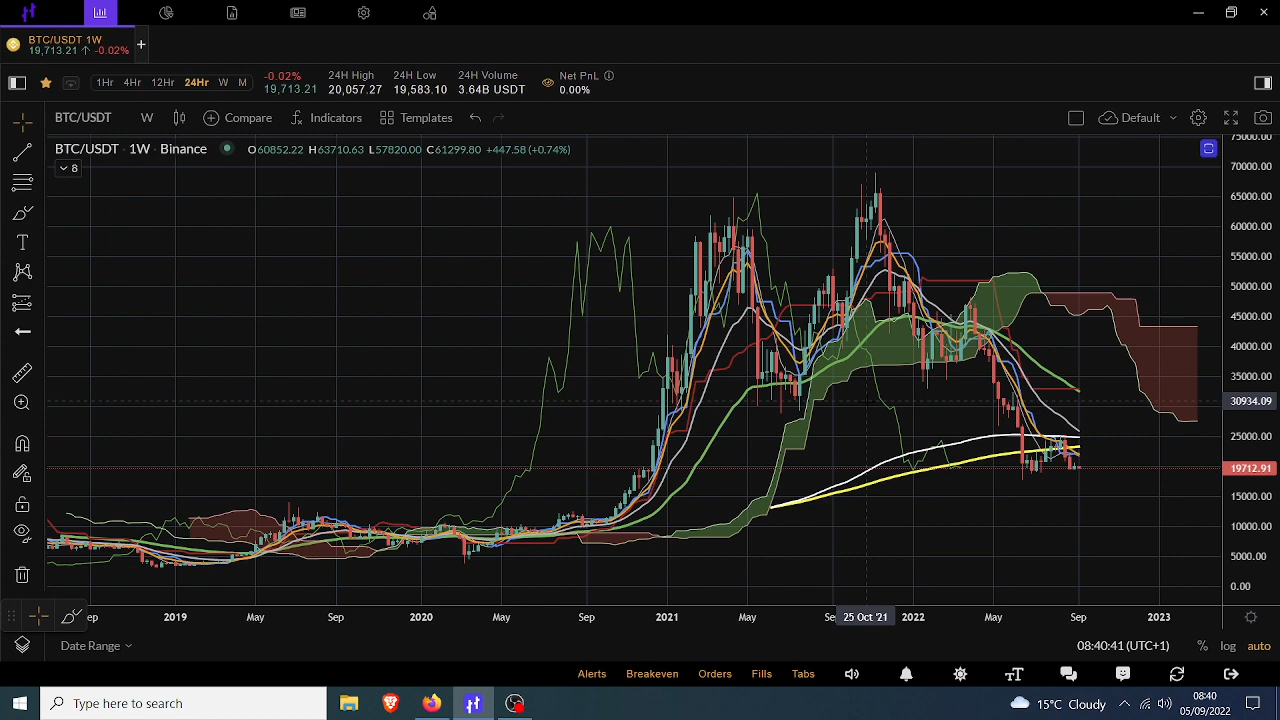 BTC/USDT 1W
19,713.21 ↑ -0.02%
+
1Hr 4Hr 12Hr 24Hr W M
-0.02%
19,713.21
24H High
20,057.27
24H Low
19,583.10
24H Volume
3.64B USDT
Net PnL
0.00%
BTC/USDT W Compare Indicators Templates Default
BTC/USDT · 1W · Binance O60852.22 H63710.63 L57820.00 C61299.80 +447.58 (+0.74%)
8
75000.00
70000.00
65000.00
60000.00
55000.00
50000.00
45000.00
40000.00
35000.00
30934.09
25000.00
19712.91
15000.00
10000.00
5000.00
0.00
ep 2019 May Sep 2020 May Sep 2021 May Se 25 Oct '21 2022 May Sep 2023
Date Range 08:40:41 (UTC+1) % log auto
Alerts Breakeven Orders Fills Tabs
Type here to search
15°C Cloudy
08:40
05/09/2022